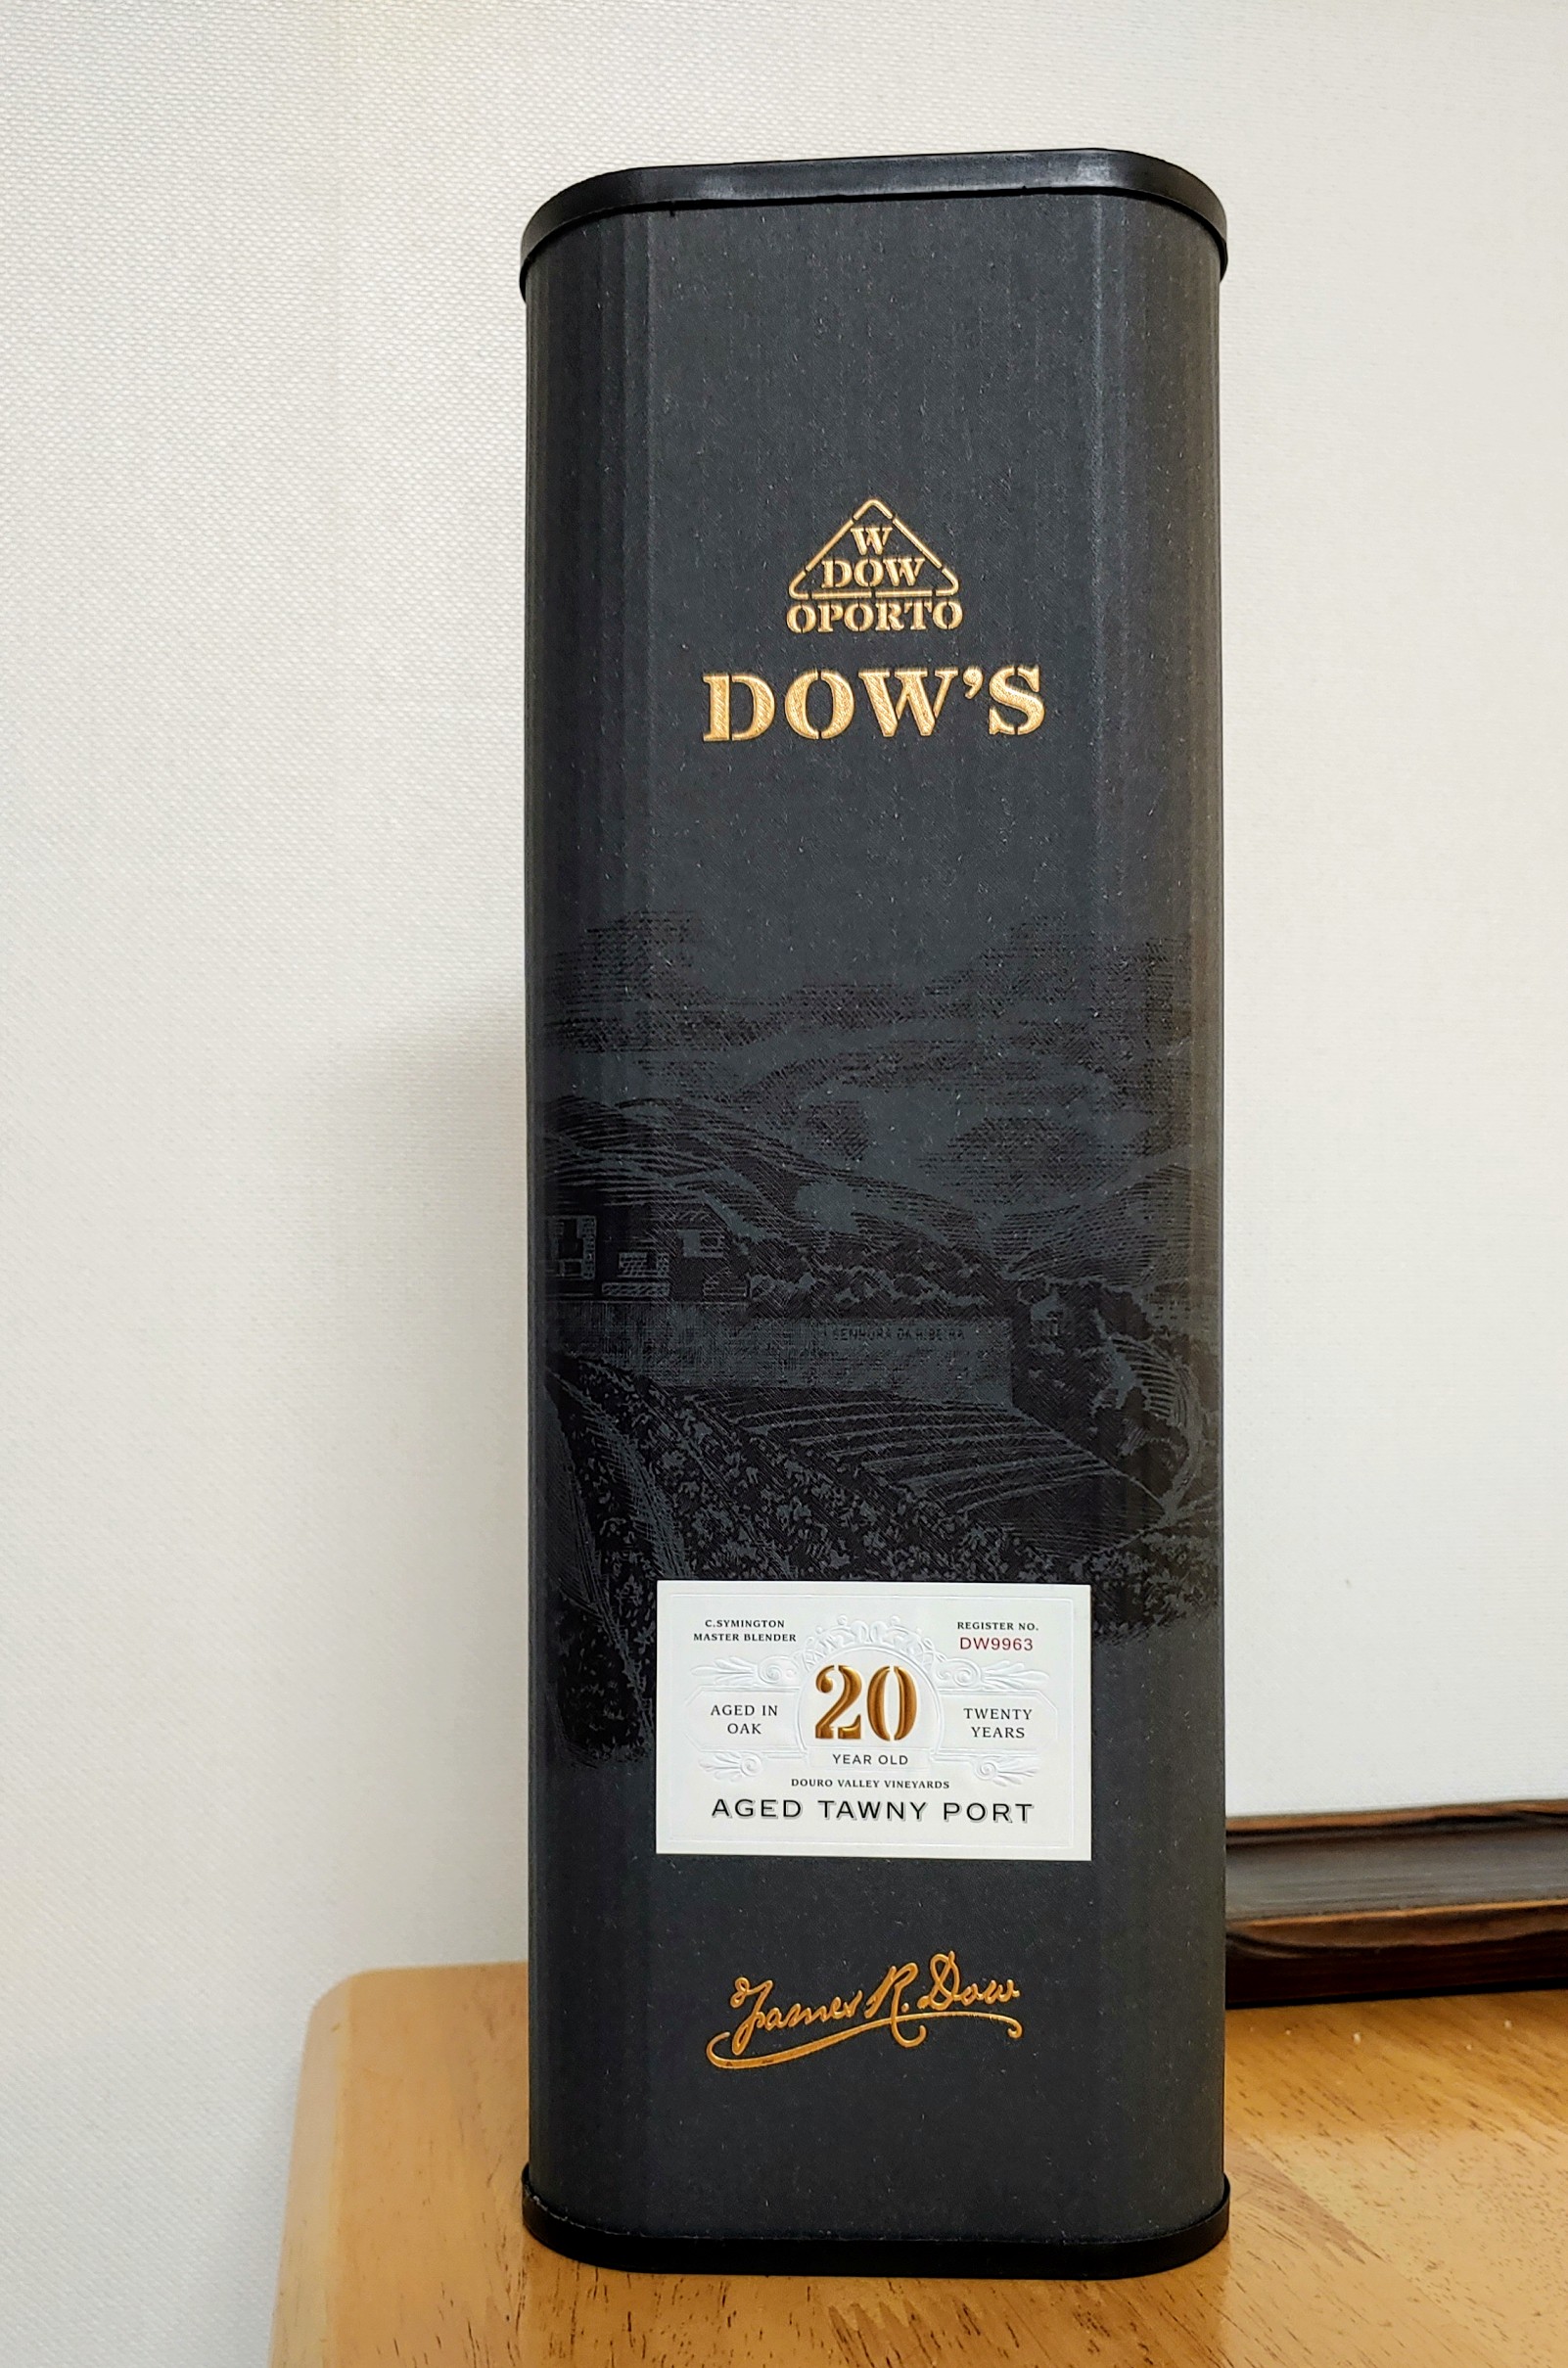 W
DOW
OPORTO
DOW'S
SENHORA DA RIBEIRA
C.SYMINGTON
MASTER BLENDER
REGISTER NO.
DW9963
AGED IN
OAK
20
YEAR OLD
TWENTY
YEARS
DOURO VALLEY VINEYARDS
AGED TAWNY PORT
James R. Dow